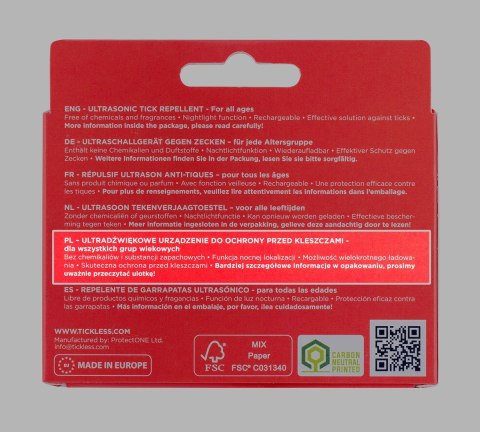 ENG - ULTRASONIC TICK REPELLENT - For all ages
Free of chemicals and fragrances • Nightlight function • Rechargeable • Effective solution against ticks •
More information inside the package, please read carefully!
DE - ULTRASCHALLGERÄT GEGEN ZECKEN – für jede Altersgruppe
Enthält keine Chemikalien und Duftstoffe • Nachtlichtfunktion • Wiederaufladbar • Effektiver Schutz gegen
Zecken • Weitere Informationen finden Sie in der Packung, lesen Sie sie bitte sorgfältig.
FR - RÉPULSIF ULTRASON ANTI-TIQUES – pour tous les âges
Sans produit chimique ou parfum • Avec fonction veilleuse • Rechargeable • Une protection efficace contre
les tiques • Pour plus de renseignements, veuillez lire attentivement les informations dans l'emballage.
NL - ULTRASOON TEKENVERJAAGTOESTEL – voor alle leeftijden
Zonder chemicaliën of geurstoffen • Nachtlichtfunctie • Kan opnieuw worden geladen • Effectieve bescher-
ming tegen teken • Meer informatie ingesloten in de verpakking, gelieve deze aandachtig door te lezen!
PL – ULTRADŹWIĘKOWE URZĄDZENIE DO OCHRONY PRZED KLESZCZAMI –
dla wszystkich grup wiekowych
Bez chemikaliów i substancji zapachowych • Funkcja nocnej lokalizacji • Możliwość wielokrotnego ładowa-
nia • Skuteczna ochrona przed kleszczami • Bardziej szczegółowe informacje w opakowaniu, prosimy
uważnie przeczytać ulotkę!
ES - REPELENTE DE GARRAPATAS ULTRASÓNICO - para todas las edades
Libre de productos químicos y fragancias • Función de luz nocturna • Recargable • Protección eficaz contra
las garrapatas • Más información en el embalaje, por favor, ¡lea cuidadosamente!
WWW.TICKLESS.COM
Manufactured by: ProtectONE Ltd.
info@tickless.com
EU
MADE IN EUROPE
FSC
MIX
Paper
FSC® C031340
CARBON
NEUTRAL
PRINTED